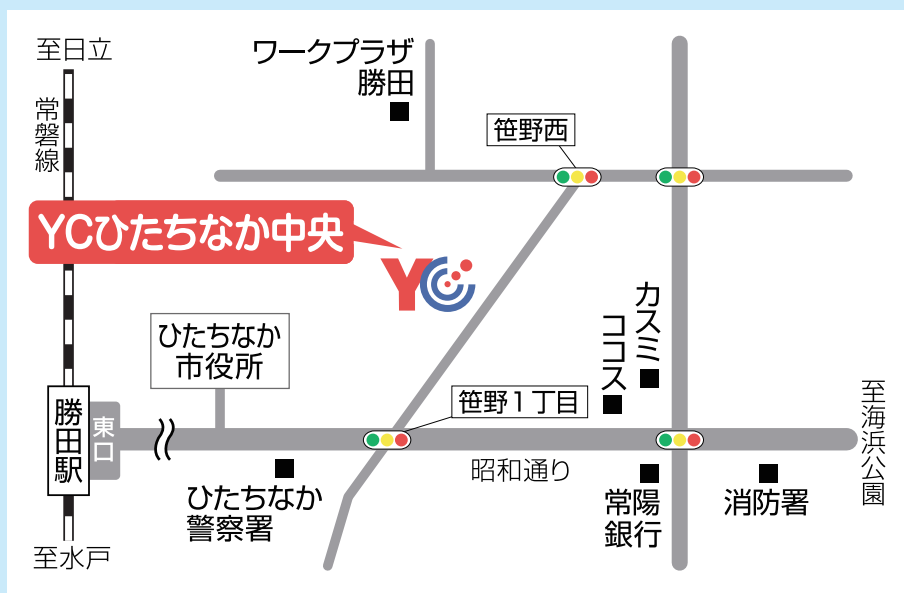 至日立
常磐線
ワークプラザ
勝田
笹野西
YCひたちなか中央
YC
ひたちなか
市役所
カスミ
ココス
笹野1丁目
勝田駅
東口
昭和通り
至海浜公園
ひたちなか
警察署
常陽
銀行
消防署
至水戸